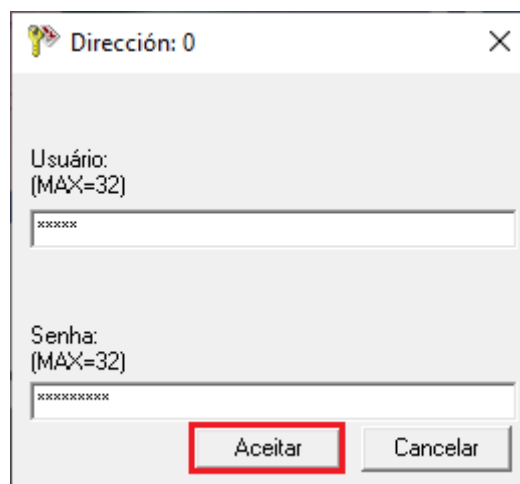 Dirección: 0
Usuário:
(MAX=32)
*****
Senha:
(MAX=32)
*********
Aceitar Cancelar